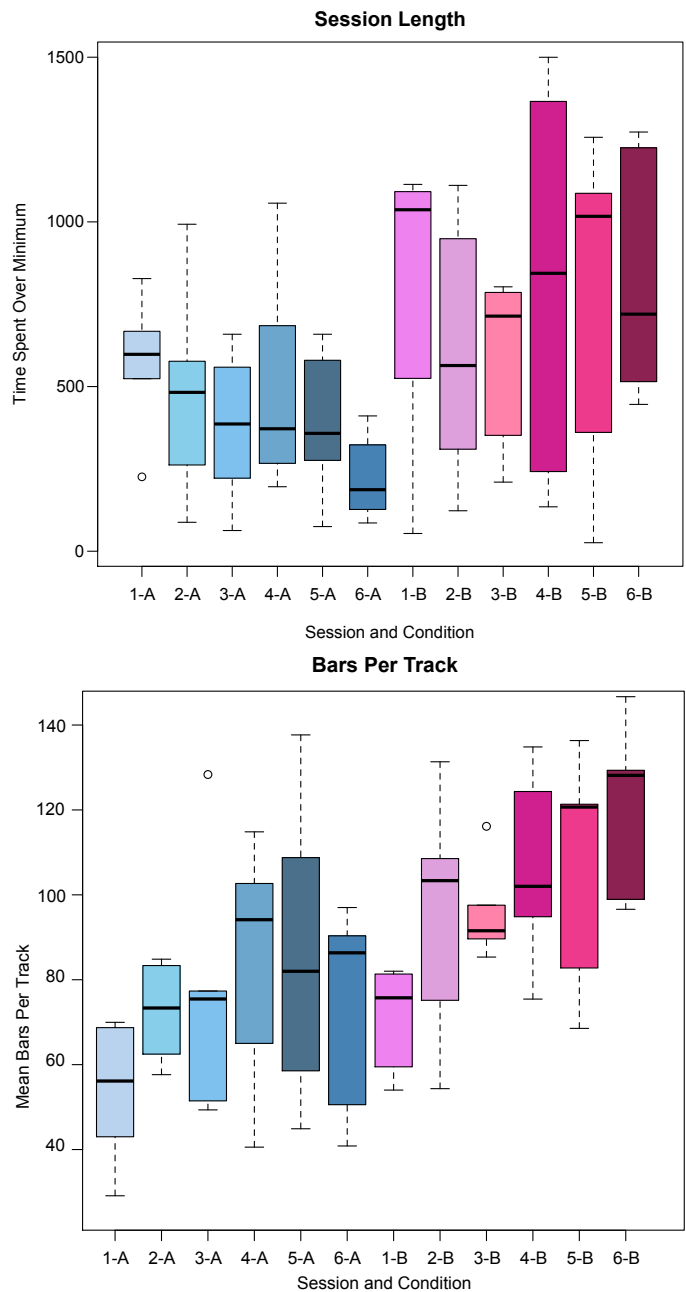 Session Length
Time Spent Over Minimum
1500
1000
500
0
1-A 2-A 3-A 4-A 5-A 6-A 1-B 2-B 3-B 4-B 5-B 6-B
Session and Condition
Bars Per Track
Mean Bars Per Track
140
120
100
80
60
40
1-A 2-A 3-A 4-A 5-A 6-A 1-B 2-B 3-B 4-B 5-B 6-B
Session and Condition